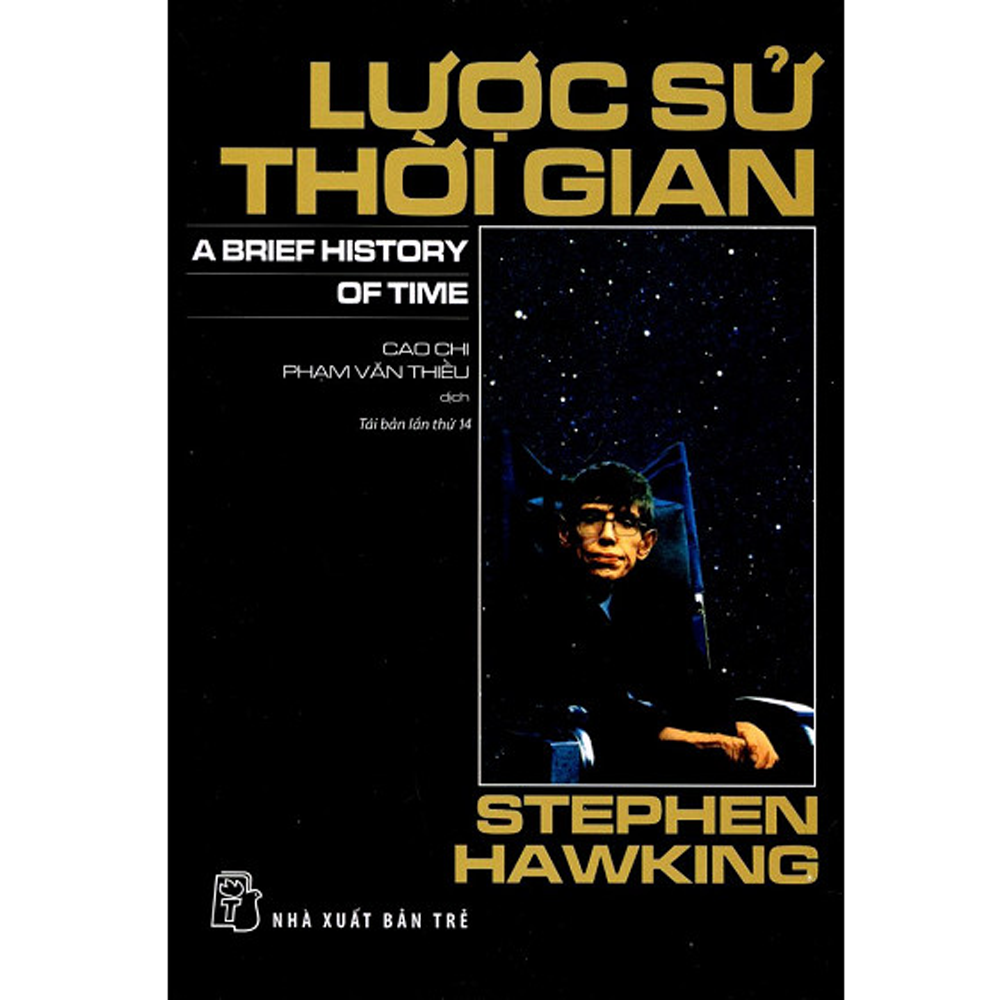 LƯỢC SỬ
THỜI GIAN
A BRIEF HISTORY
OF TIME
CAO CHI
PHẠM VĂN THIỀU
dịch
Tái bản lần thứ 14
STEPHEN
HAWKING
T
NHÀ XUẤT BẢN TRẺ